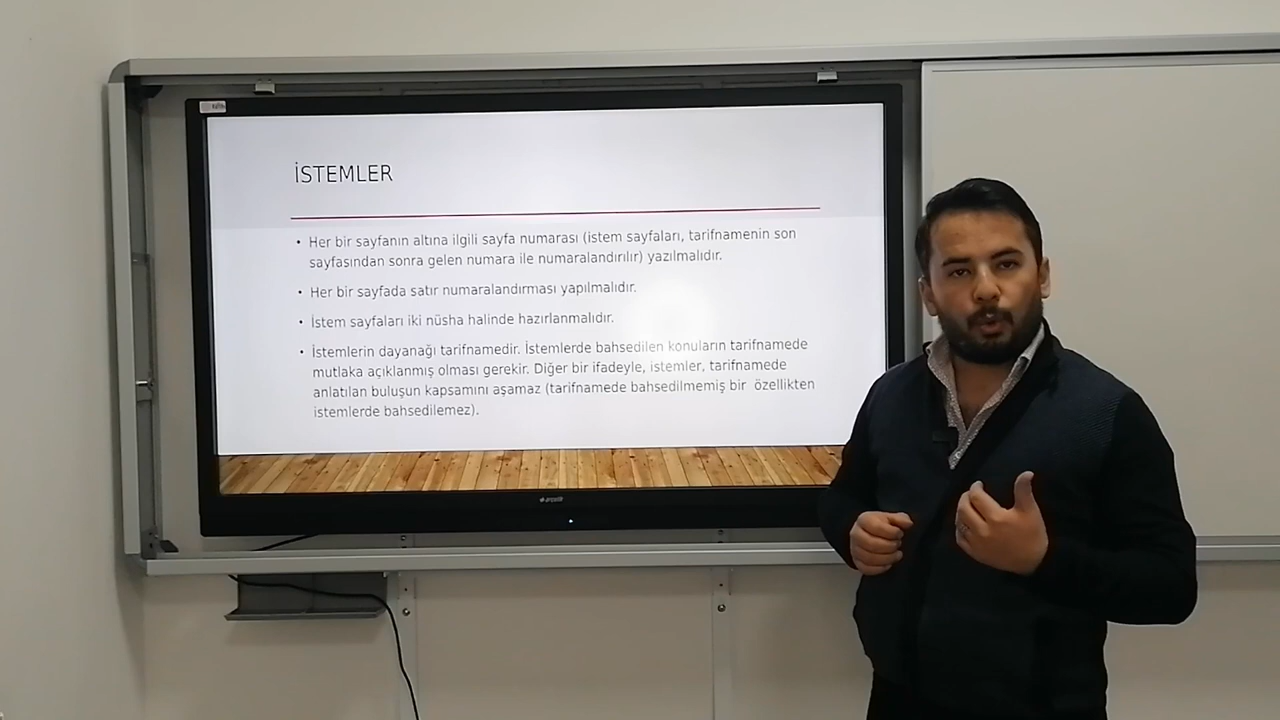 İSTEMLER
• Her bir sayfanın altına ilgili sayfa numarası (istem sayfaları, tarifnamenin son
sayfasından sonra gelen numara ile numaralandırılır) yazılmalıdır.
• Her bir sayfada satır numaralandırması yapılmalıdır.
• İstem sayfaları iki nüsha halinde hazırlanmalıdır.
• İstemlerin dayanağı tarifnamedir. İstemlerde bahsedilen konuların tarifnamede
mutlaka açıklanmış olması gerekir. Diğer bir ifadeyle, istemler, tarifnamede
anlatılan buluşun kapsamını aşamaz (tarifnamede bahsedilmemiş bir özellikten
istemlerde bahsedilemez).
arçelik